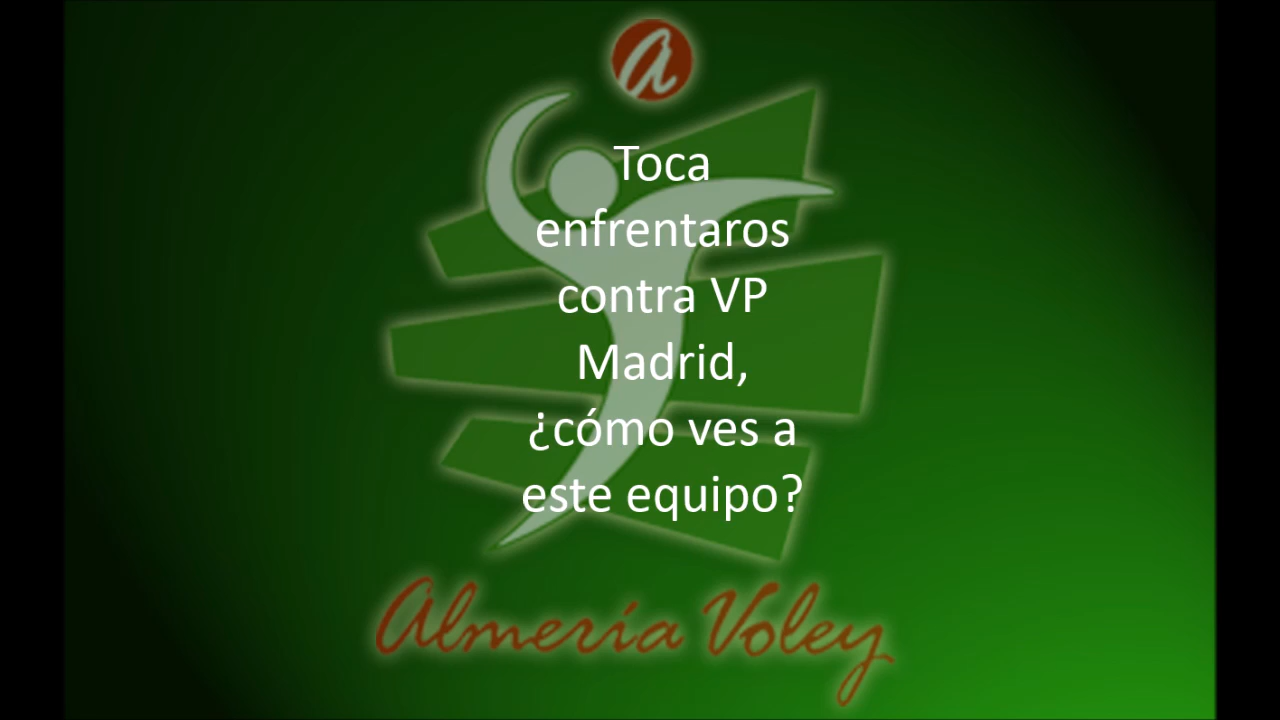 a
Toca
enfrentaros
contra VP
Madrid,
¿cómo ves a
este equipo?
Almería Voley